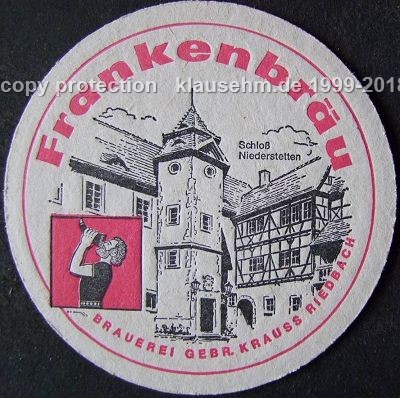 Frankenbräu
copy protection klausehm.de 1999-2018
Schloß
Niederstetten
BRAUEREI GEBR. KRAUSS RIEDBACH